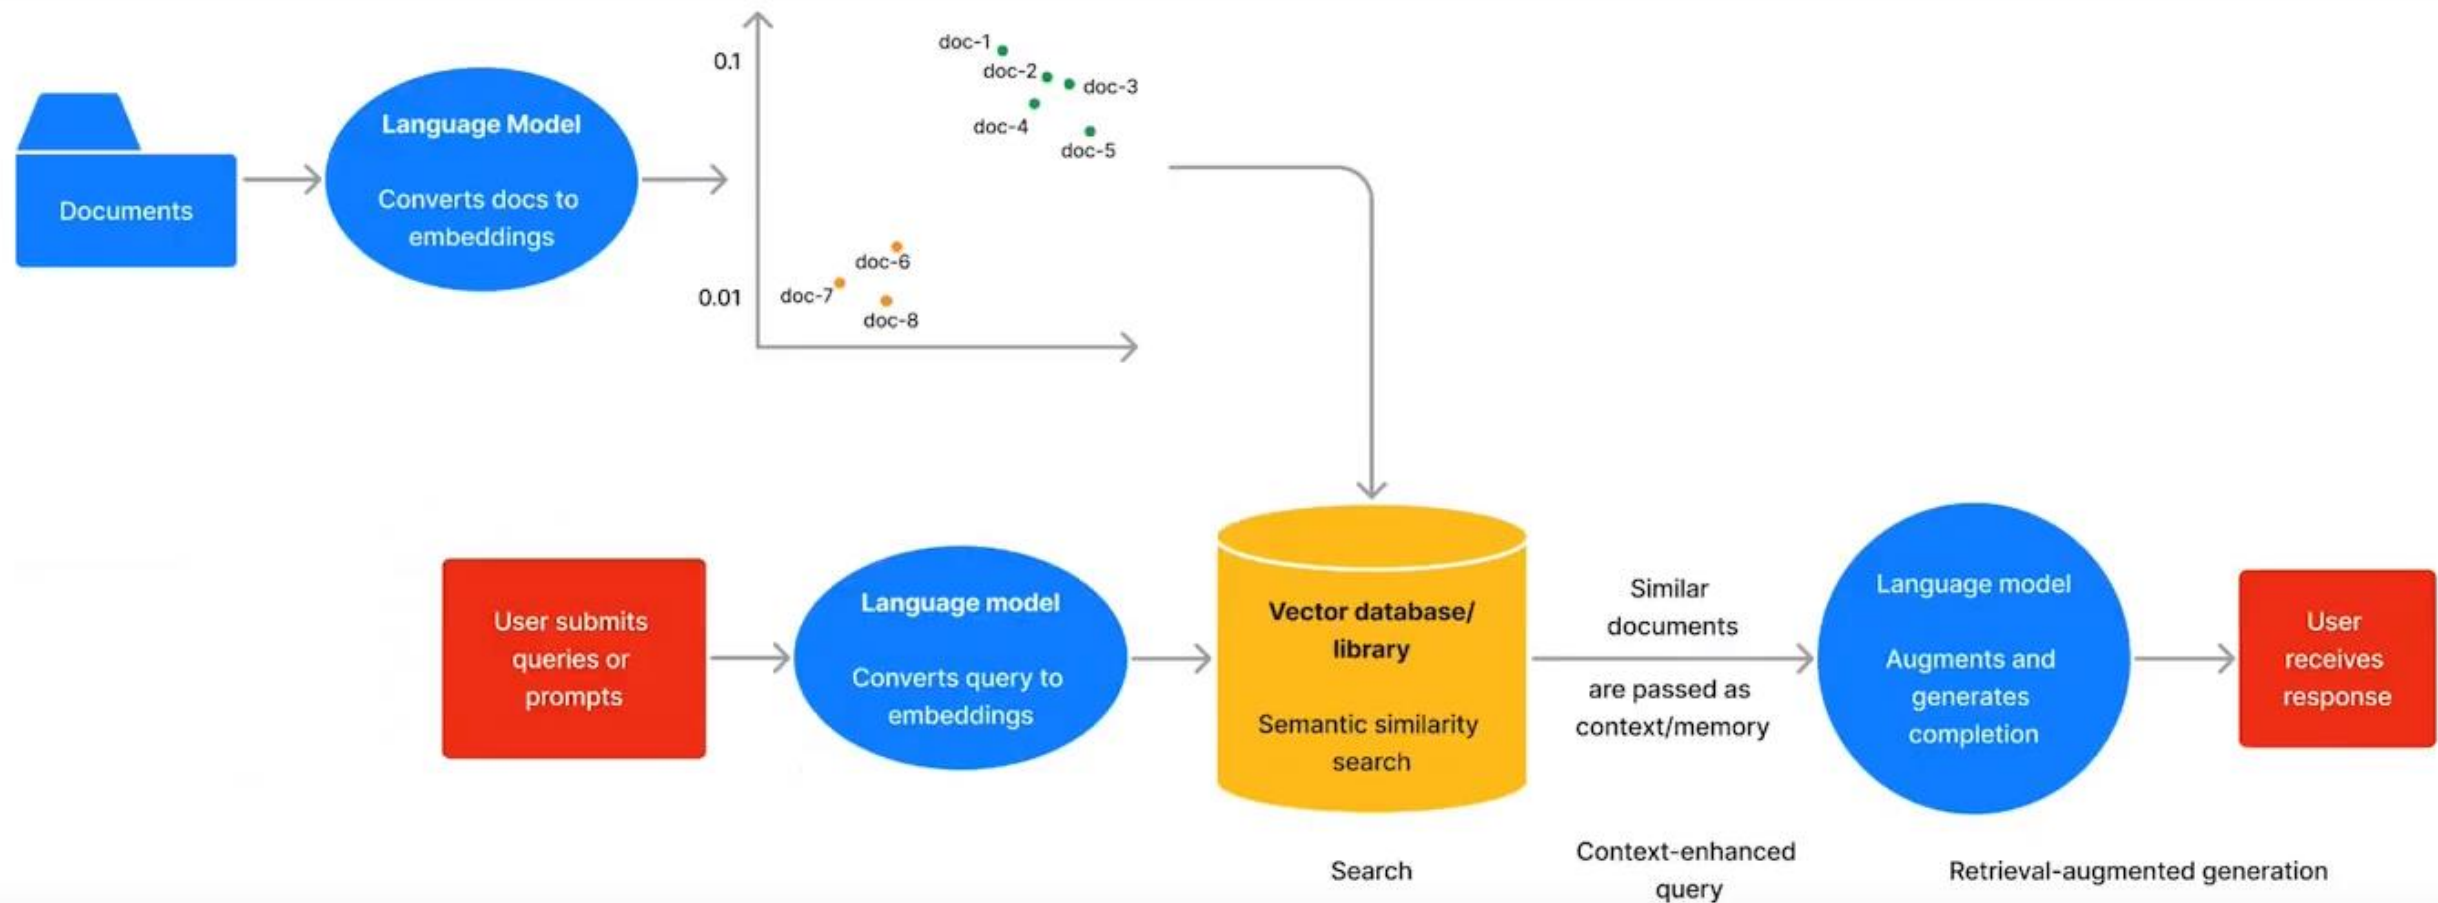 Documents
Language Model
Converts docs to
embeddings
0.1
0.01
doc-1
doc-2
doc-3
doc-4
doc-5
doc-6
doc-7
doc-8
User submits
queries or
prompts
Language model
Converts query to
embeddings
Vector database/
library
Semantic similarity
search
Similar
documents
are passed as
context/memory
Language model
Augments and
generates
completion
User
receives
response
Search
Context-enhanced
query
Retrieval-augmented generation